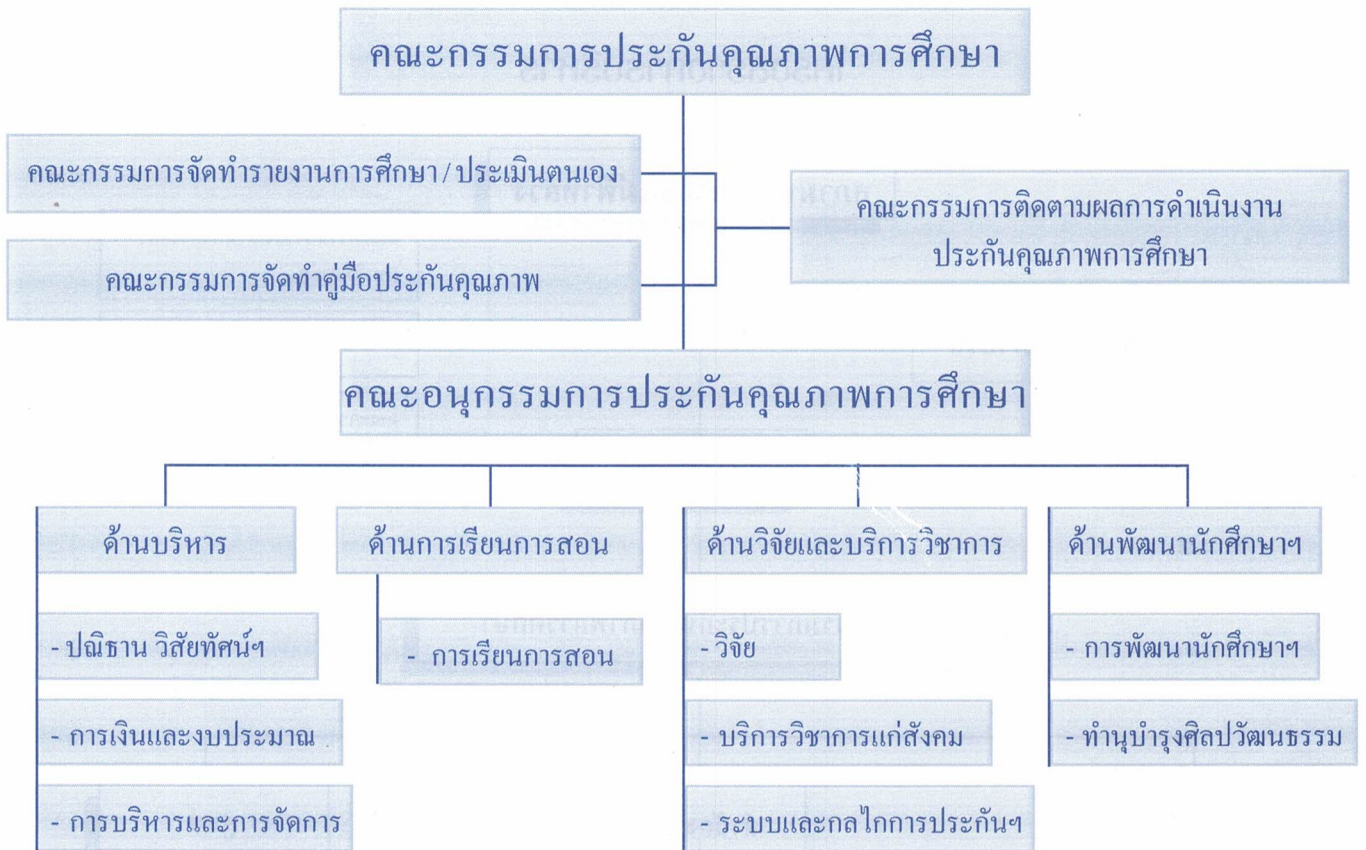 คณะกรรมการประกันคุณภาพการศึกษา
คณะกรรมการจัดทำรายงานการศึกษา/ประเมินตนเอง
คณะกรรมการติดตามผลการดำเนินงาน
ประกันคุณภาพการศึกษา
คณะกรรมการจัดทำคู่มือประกันคุณภาพ
คณะอนุกรรมการประกันคุณภาพการศึกษา
ด้านบริหาร
- ปณิธาน วิสัยทัศน์ฯ
- การเงินและงบประมาณ
- การบริหารและการจัดการ
ด้านการเรียนการสอน
- การเรียนการสอน
ด้านวิจัยและบริการวิชาการ
- วิจัย
- บริการวิชาการแก่สังคม
- ระบบและกลไกการประกันฯ
ด้านพัฒนานักศึกษาฯ
- การพัฒนานักศึกษาฯ
- ทำนุบำรุงศิลปวัฒนธรรม